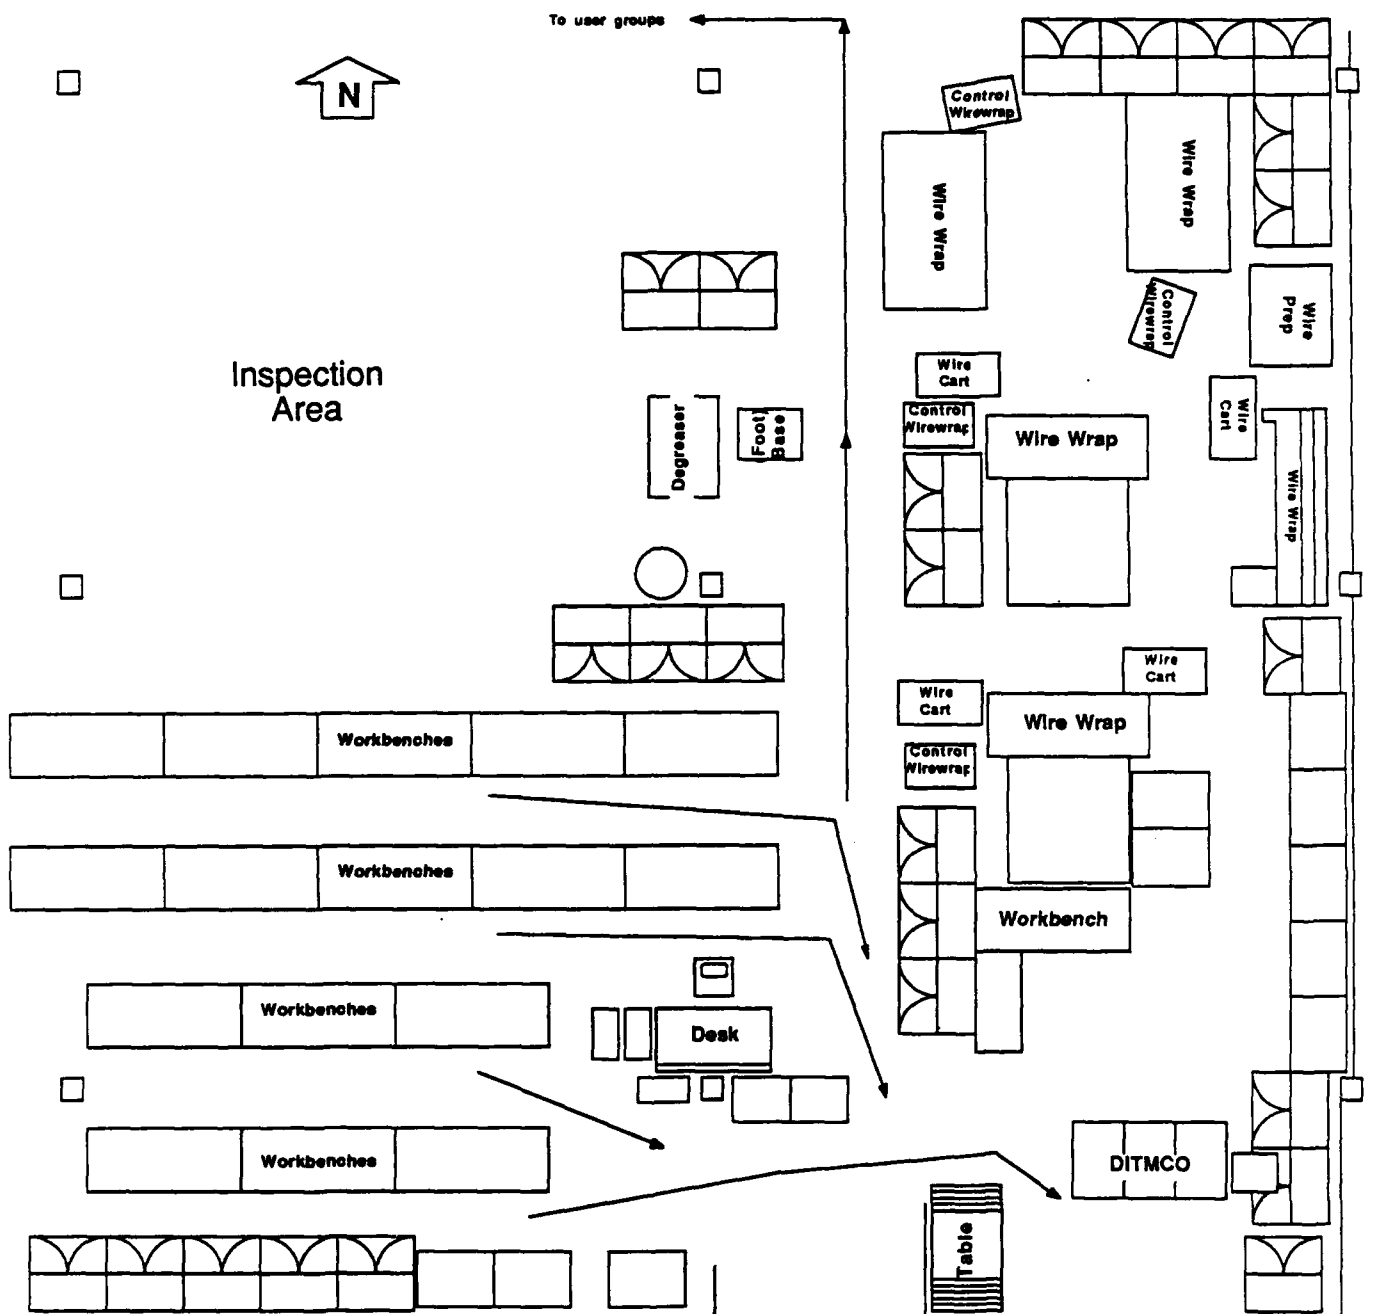 To user groups
N
Control
Wirewrap
Wire Wrap
Wire Wrap
Control
Wirewrap
Wire
Prep
Inspection
Area
Wire
Cart
Wire
Cart
Control
Wirewrap
Wire Wrap
Degreaser
Foot
Base
Wire Wrap
Wire
Cart
Wire
Cart
Wire Wrap
Workbenches
Control
Wirewrap
Workbenches
Workbench
Workbenches
Desk
Workbenches
DITMCO
Table